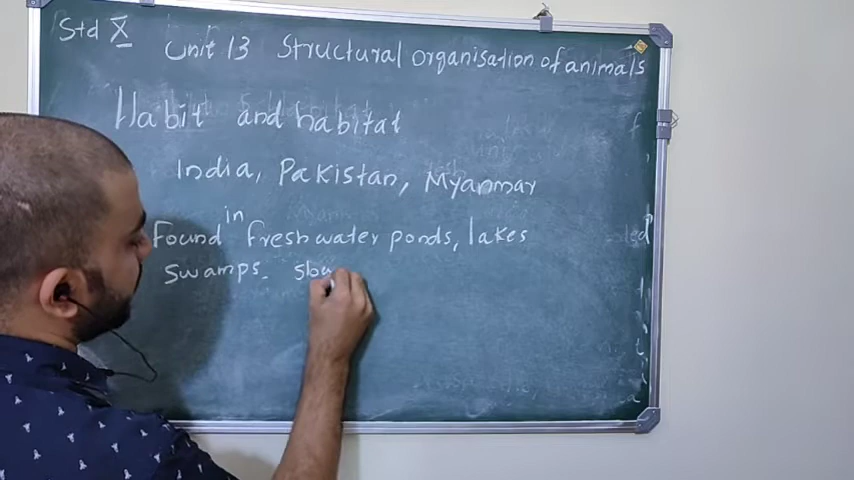 Std X
Unit 13 Structural organisation of animals
Habit and habitat
India, Pakistan, Myanmar
Found in freshwater ponds, lakes
swamps.